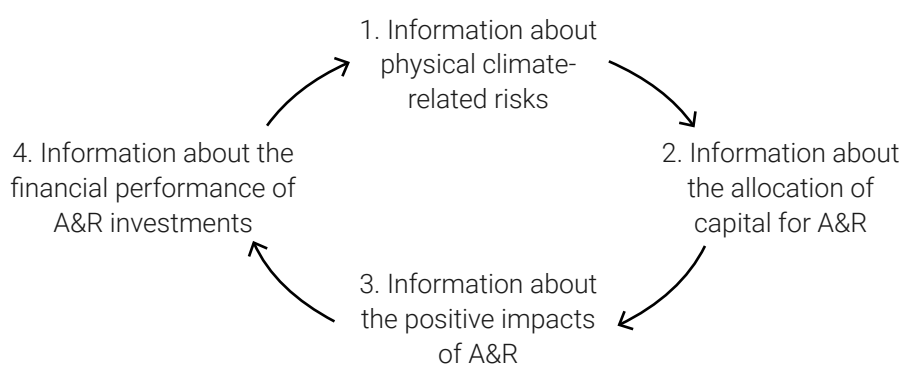 1. Information about
physical climate-
related risks
2. Information about
the allocation of
capital for A&R
3. Information about
the positive impacts
of A&R
4. Information about the
financial performance of
A&R investments